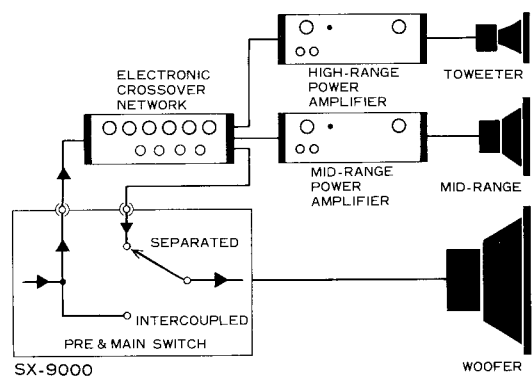 ELECTRONIC
CROSSOVER
NETWORK
HIGH-RANGE
POWER
AMPLIFIER
TOWEETER
MID-RANGE
POWER
AMPLIFIER
MID-RANGE
SEPARATED
INTERCOUPLED
PRE & MAIN SWITCH
SX-9000
WOOFER